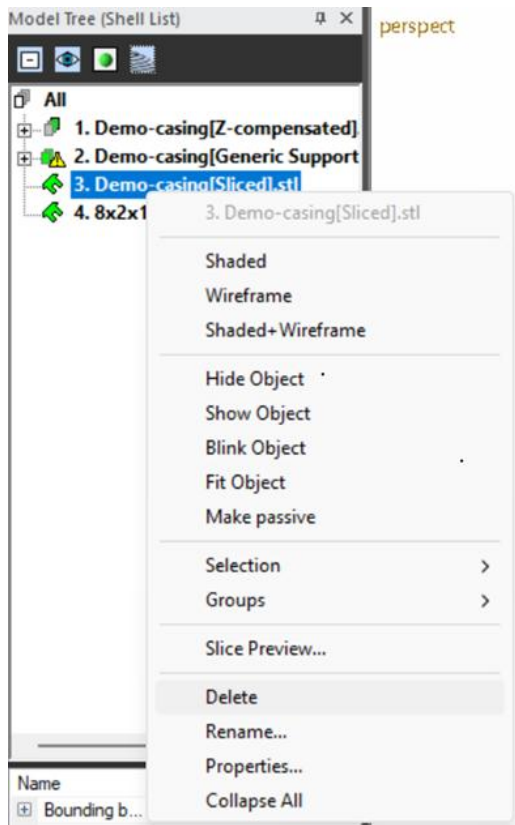 Model Tree (Shell List)
perspect
All
1. Demo-casing[Z-compensated].
2. Demo-casing[Generic Support
3. Demo-casing[Sliced].stl
4. 8x2x1
3. Demo-casing[Sliced].stl
Shaded
Wireframe
Shaded+Wireframe
Hide Object
Show Object
Blink Object
Fit Object
Make passive
Selection
Groups
Slice Preview...
Delete
Rename...
Properties...
Collapse All
Name
Bounding b...